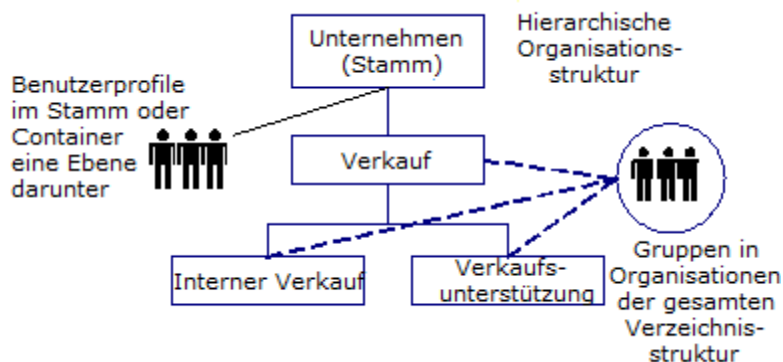 Unternehmen
(Stamm)
Hierarchische
Organisations-
struktur
Benutzerprofile
im Stamm oder
Container
eine Ebene
darunter
Verkauf
Interner Verkauf
Verkaufs-
unterstützung
Gruppen in
Organisationen
der gesamten
Verzeichnis-
struktur